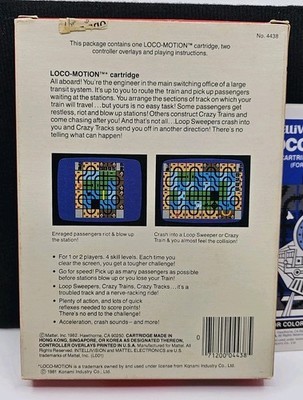 No. 4438
This package contains one LOCO-MOTION cartridge, two
controller overlays and playing instructions.
LOCO-MOTION™* cartridge
All aboard! You're the engineer in the main switching office of a large
transit system. It's up to you to route the train and pick up passengers
waiting at the stations. You arrange the sections of track on which your
train will travel . . . but yours is no easy task! Some passengers get
restless, riot and blow up stations! Others construct Crazy Trains and
come chasing after you! And that's not all... Loop Sweepers crash into
you and Crazy Trains send you off in another direction! There's no
telling what can happen!
Enraged passengers riot & blow up
the station!
Crash into a Loop Sweeper or Crazy
Train & you almost feel the collision!
• For 1 or 2 players. 4 skill levels. Each time you
clear the screen, you get a tougher challenge!
• Go for speed! Pick up as many passengers as possible
before stations blow up or you lose your Train!
• Loop Sweepers, Crazy Trains, Crazy Tracks. . .it's a
troubled track and a nerve-racking ride!
• Plenty of action, and lots of
quick reflexes needed to score
points! No end to the
challenge!
• Acceleration, crash sounds—and more!
0
71200 04438
© Mattel, Inc. 1982. Hawthorne, CA 90250. CARTRIDGE MADE IN
HONG KONG, SINGAPORE, OR KOREA AS DESIGNATED THEREON.
CONTROLLER OVERLAYS PRINTED IN U.S.A. Manufactured for Mattel. All
Rights Reserved. INTELLIVISION and MATTEL ELECTRONICS are U.S.
trademarks of Mattel, Inc.
*LOCO-MOTION is a trademark owned by and used under license from Konami Industry Co., Ltd.
© 1981 Konami Industry Co., Ltd.
CARTRI
(FOR
FOR COLOR